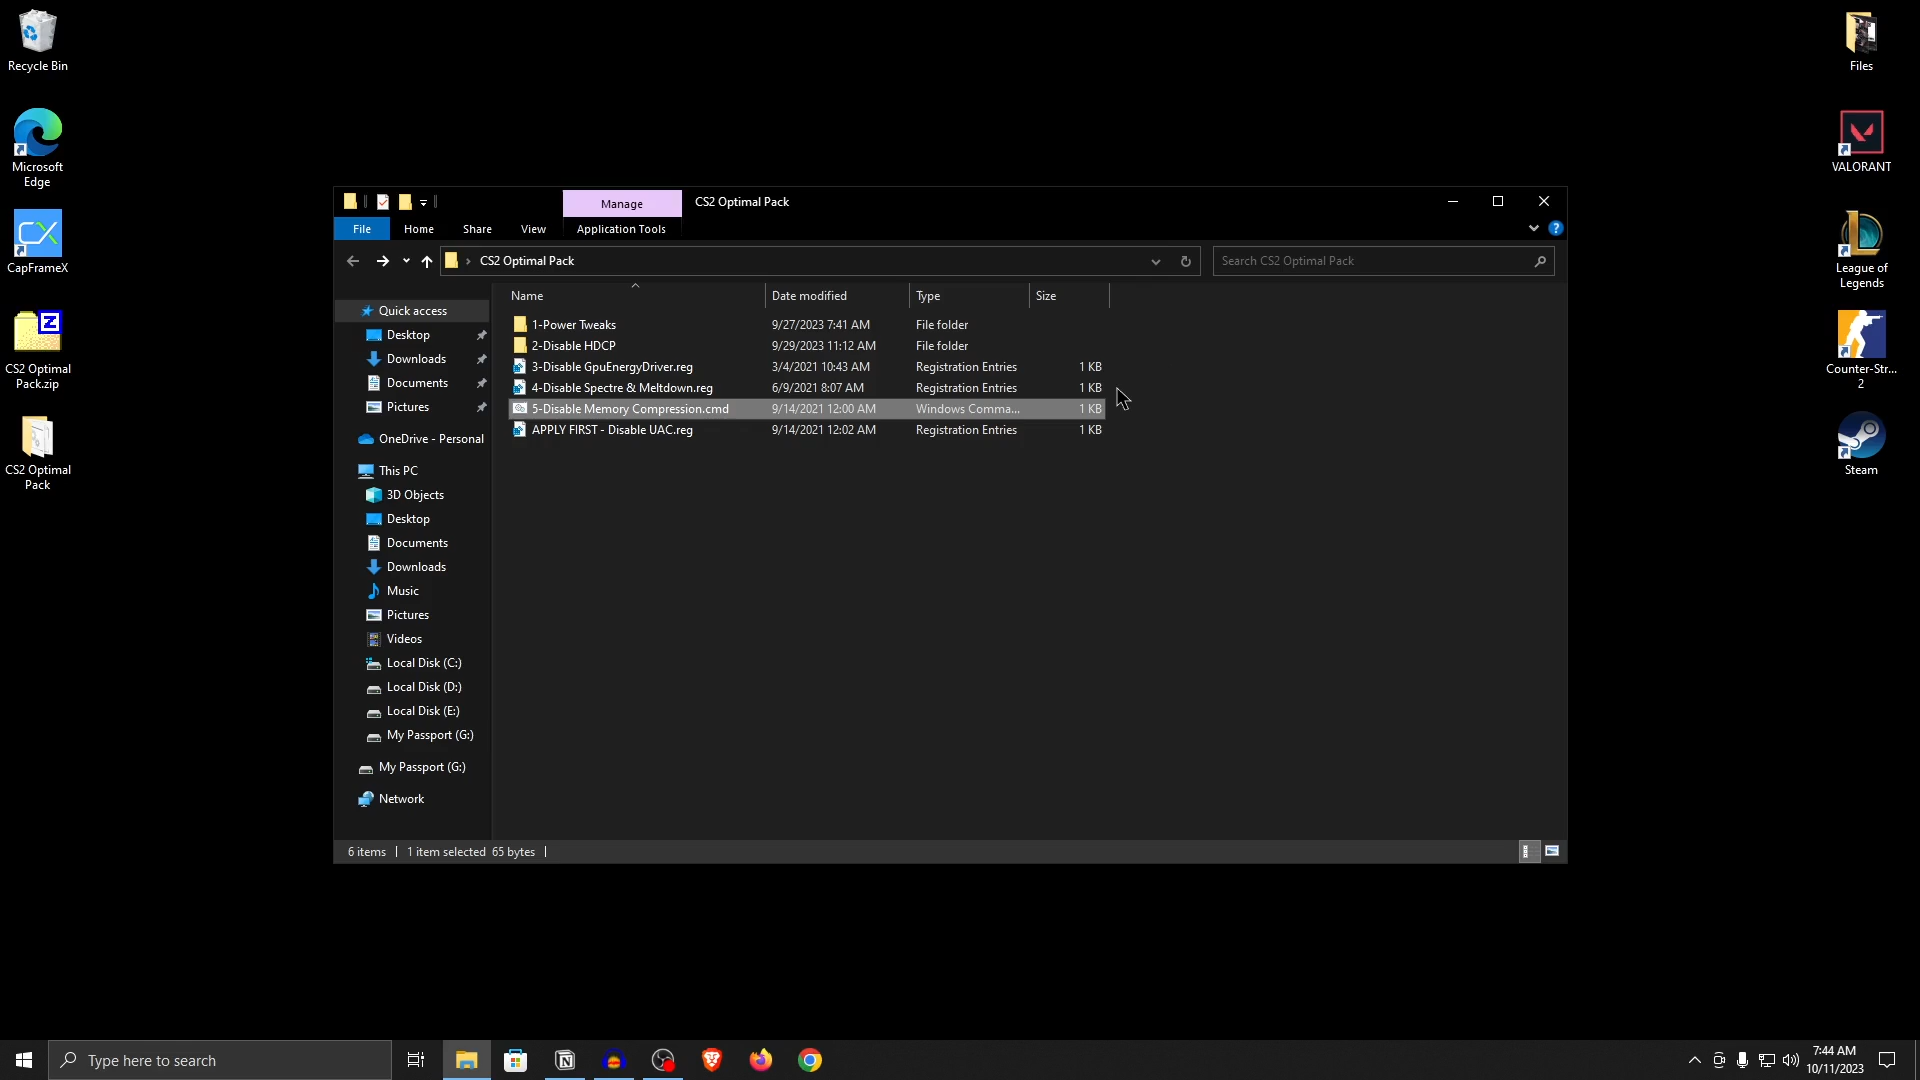 Recycle Bin
Microsoft
Edge
CapFrameX
CS2 Optimal
Pack.zip
CS2 Optimal
Pack
Manage
CS2 Optimal Pack
File
Home
Share
View
Application Tools
CS2 Optimal Pack
Search CS2 Optimal Pack
Quick access
Desktop
Downloads
Documents
Pictures
OneDrive - Personal
This PC
3D Objects
Desktop
Documents
Downloads
Music
Pictures
Videos
Local Disk (C:)
Local Disk (D:)
Local Disk (E:)
My Passport (G:)
My Passport (G:)
Network
Name Date modified Type Size
1-Power Tweaks 9/27/2023 7:41 AM File folder
2-Disable HDCP 9/29/2023 11:12 AM File folder
3-Disable GpuEnergyDriver.reg 3/4/2021 10:43 AM Registration Entries 1 KB
4-Disable Spectre & Meltdown.reg 6/9/2021 8:07 AM Registration Entries 1 KB
5-Disable Memory Compression.cmd 9/14/2021 12:00 AM Windows Comma... 1 KB
APPLY FIRST - Disable UAC.reg 9/14/2021 12:02 AM Registration Entries 1 KB
6 items 1 item selected 65 bytes
Files
VALORANT
League of
Legends
Counter-Str...
2
Steam
Type here to search
7:44 AM
10/11/2023